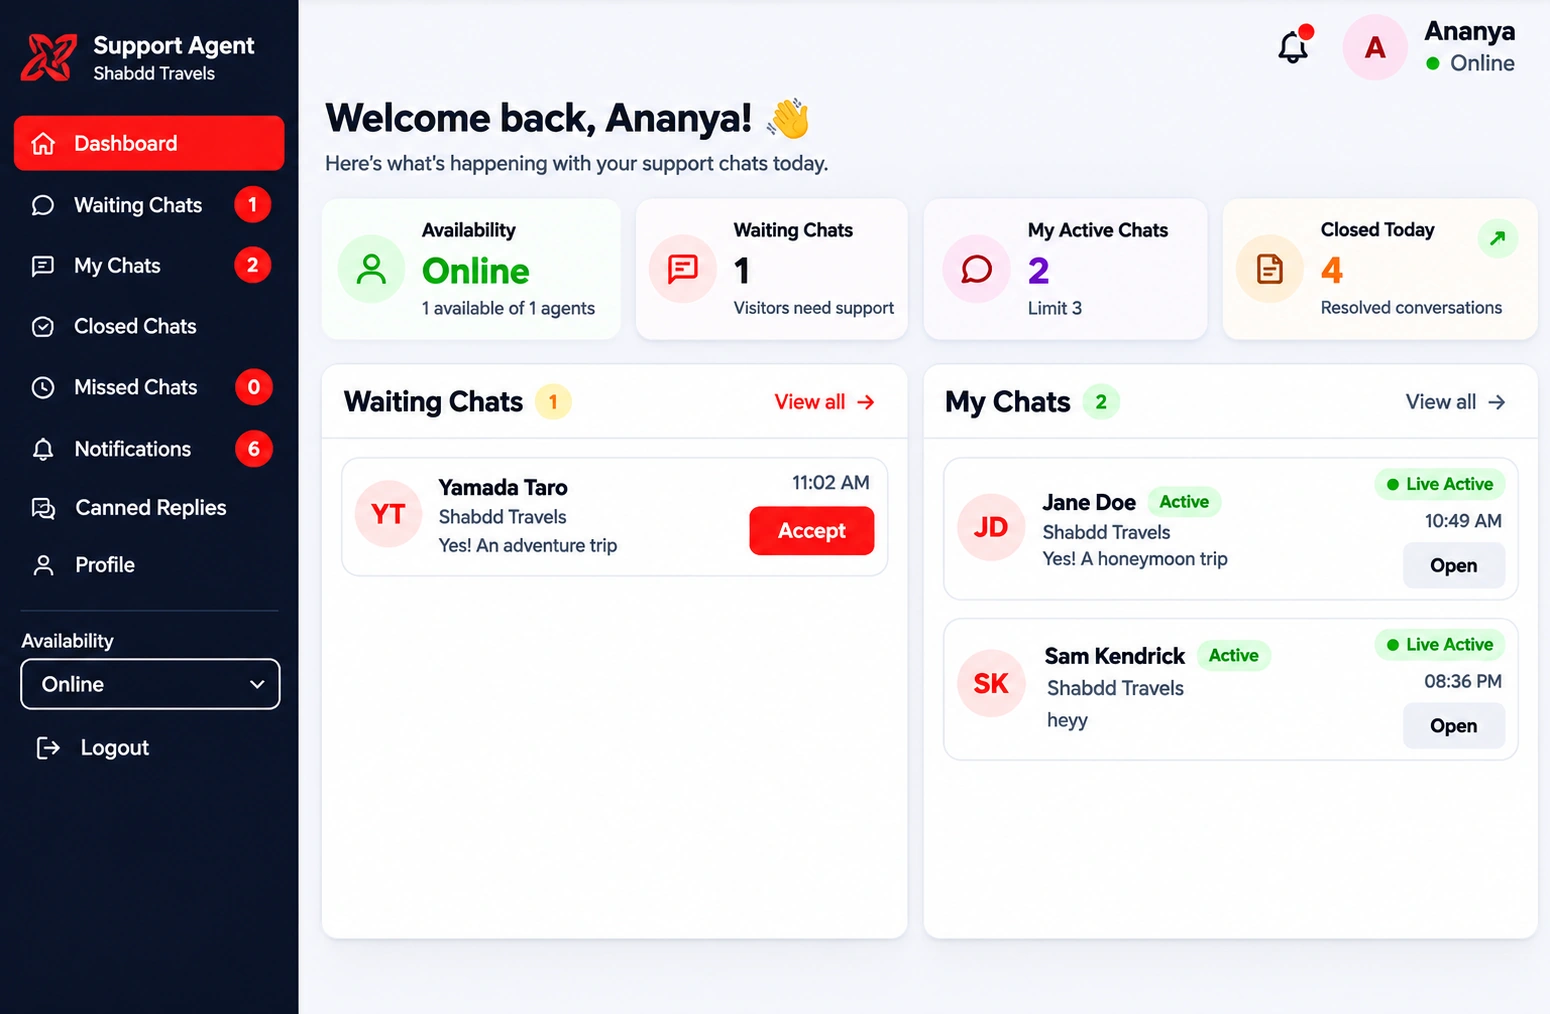 Support Agent
Shabdd Travels
Dashboard
Waiting Chats 1
My Chats 2
Closed Chats
Missed Chats 0
Notifications 6
Canned Replies
Profile
Availability
Online
Logout
A
Ananya
Online
Welcome back, Ananya! 👋
Here's what's happening with your support chats today.
Availability
Online
1 available of 1 agents
Waiting Chats
1
Visitors need support
My Active Chats
2
Limit 3
Closed Today
4
Resolved conversations
Waiting Chats 1 View all →
YT
Yamada Taro
Shabdd Travels
Yes! An adventure trip
11:02 AM
Accept
My Chats 2 View all →
JD
Jane Doe Active
Shabdd Travels
Yes! A honeymoon trip
Live Active
10:49 AM
Open
SK
Sam Kendrick Active
Shabdd Travels
heyy
Live Active
08:36 PM
Open